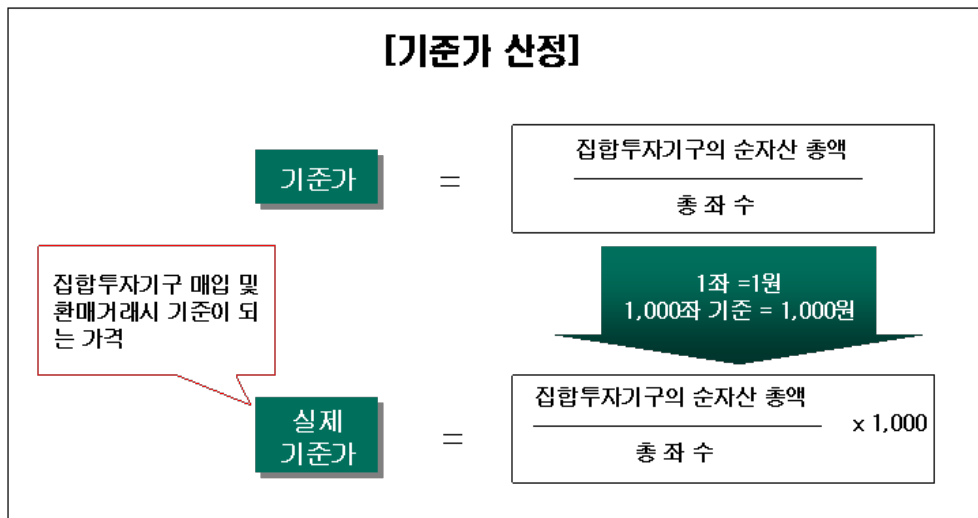 [기준가 산정]
기준가
=
집합투자기구의 순자산 총액
총 좌 수
집합투자기구 매입 및
환매거래시 기준이 되
는 가격
1좌 =1원
1,000좌 기준 = 1,000원
실제
기준가
=
집합투자기구의 순자산 총액
총 좌 수
x 1,000